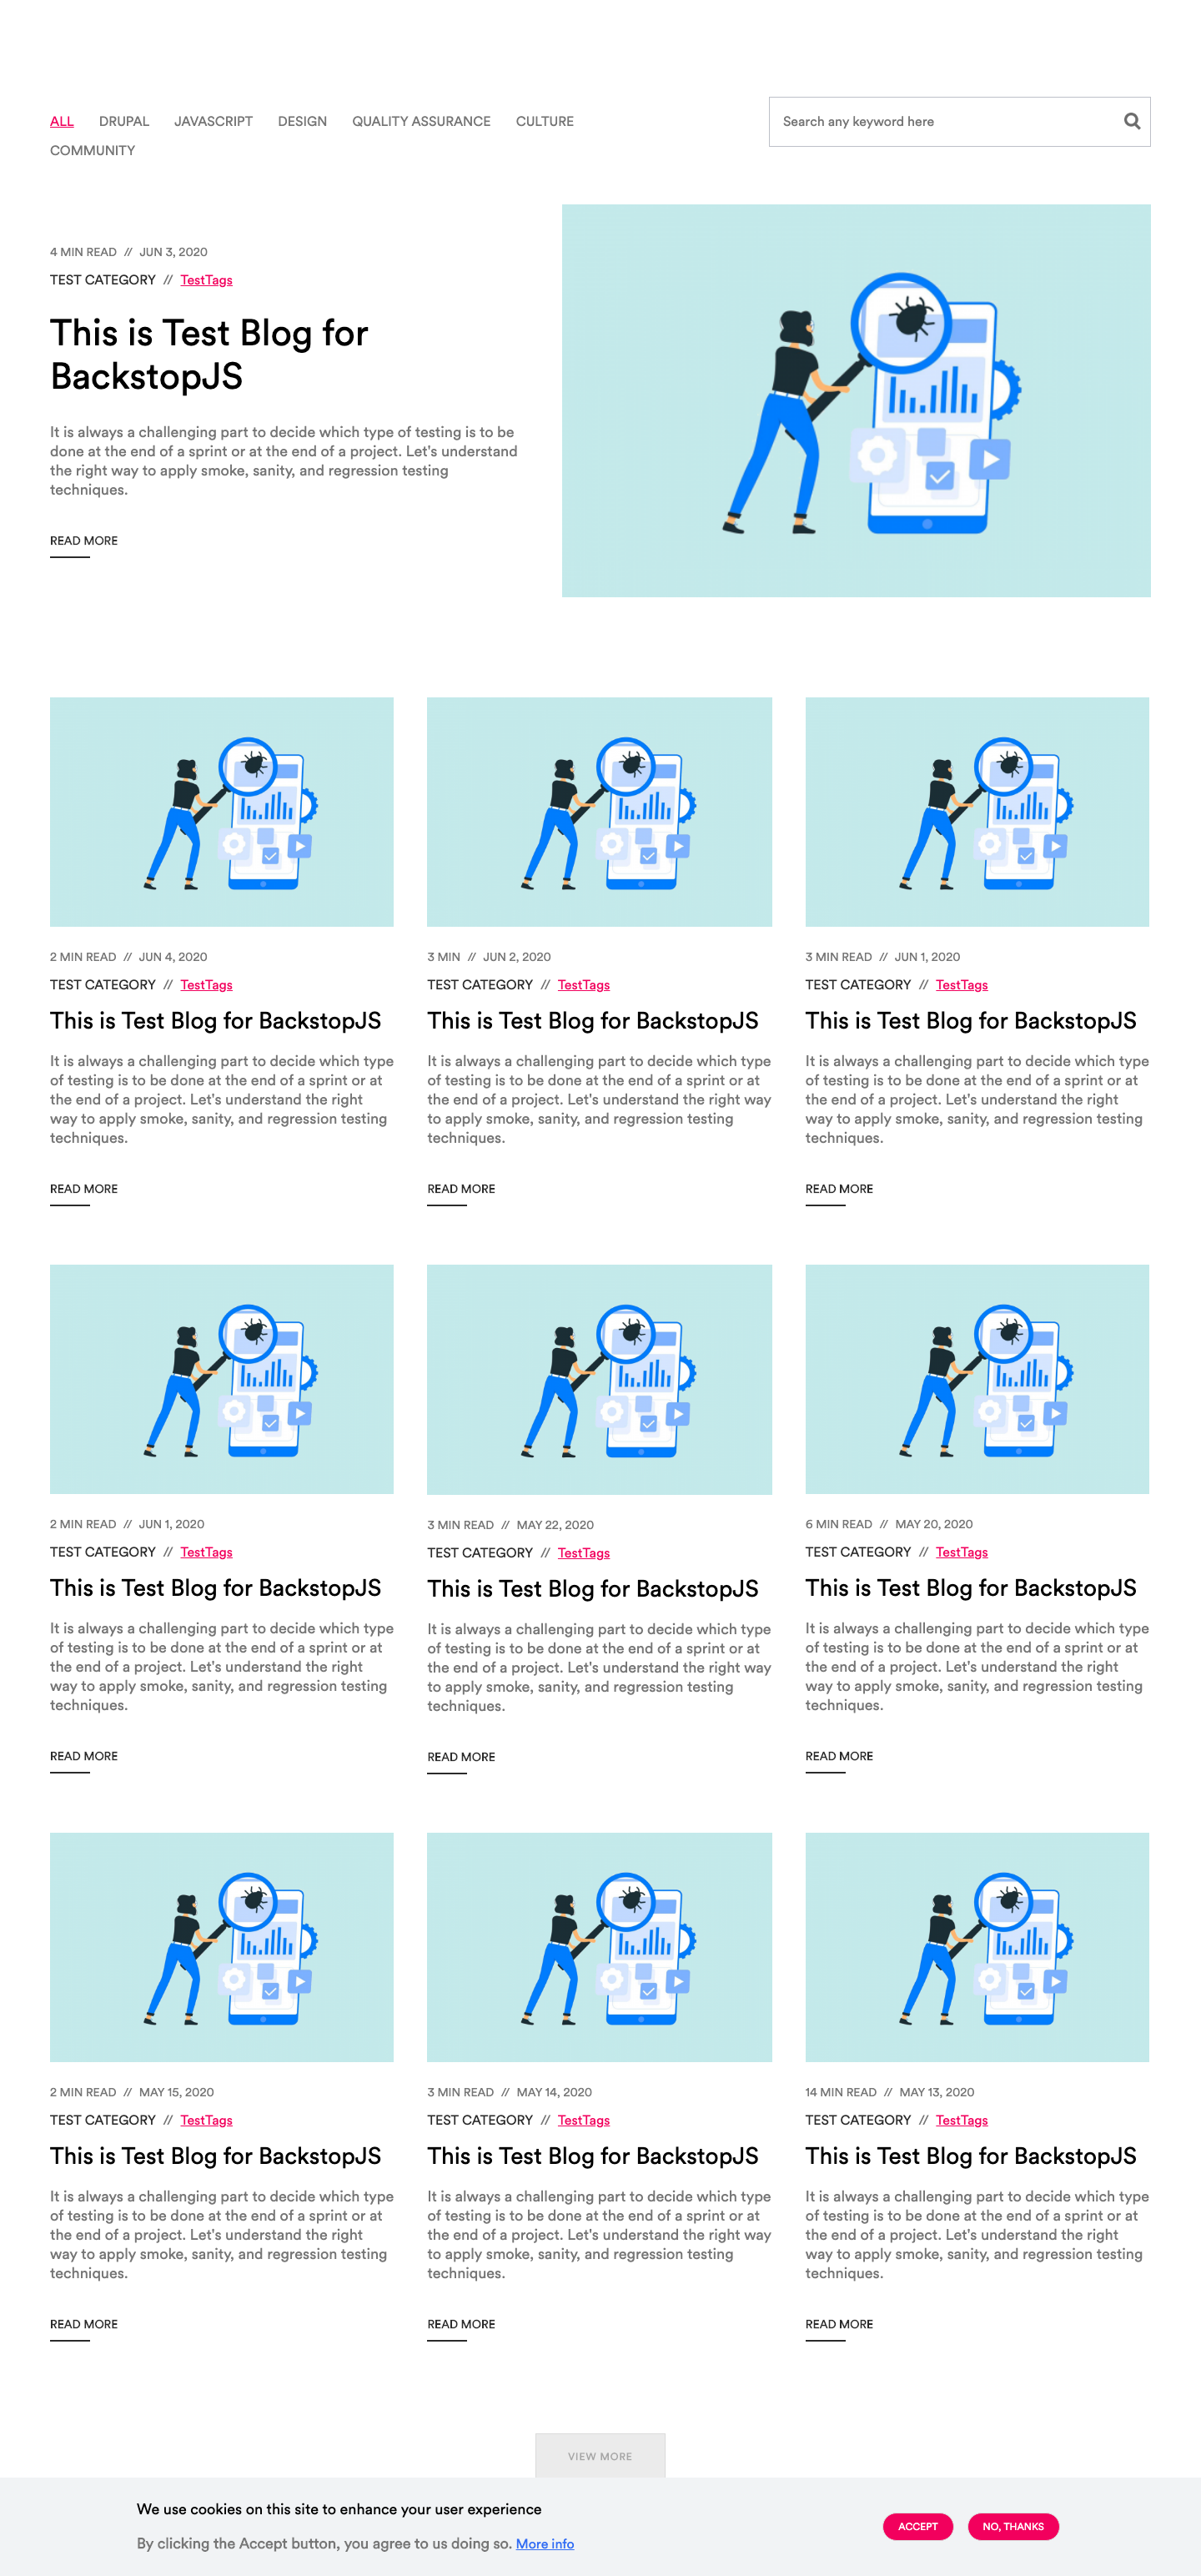 ALL DRUPAL JAVASCRIPT DESIGN QUALITY ASSURANCE CULTURE
COMMUNITY
Search any keyword here
4 MIN READ // JUN 3, 2020
TEST CATEGORY // TestTags
This is Test Blog for
BackstopJS
It is always a challenging part to decide which type of testing is to be
done at the end of a sprint or at the end of a project. Let's understand
the right way to apply smoke, sanity, and regression testing
techniques.
READ MORE
2 MIN READ // JUN 4, 2020
TEST CATEGORY // TestTags
This is Test Blog for BackstopJS
It is always a challenging part to decide which type
of testing is to be done at the end of a sprint or at
the end of a project. Let's understand the right
way to apply smoke, sanity, and regression testing
techniques.
READ MORE
3 MIN // JUN 2, 2020
TEST CATEGORY // TestTags
This is Test Blog for BackstopJS
It is always a challenging part to decide which type
of testing is to be done at the end of a sprint or at
the end of a project. Let's understand the right way
to apply smoke, sanity, and regression testing
techniques.
READ MORE
3 MIN READ // JUN 1, 2020
TEST CATEGORY // TestTags
This is Test Blog for BackstopJS
It is always a challenging part to decide which type
of testing is to be done at the end of a sprint or at
the end of a project. Let's understand the right
way to apply smoke, sanity, and regression testing
techniques.
READ MORE
2 MIN READ // JUN 1, 2020
TEST CATEGORY // TestTags
This is Test Blog for BackstopJS
It is always a challenging part to decide which type
of testing is to be done at the end of a sprint or at
the end of a project. Let's understand the right
way to apply smoke, sanity, and regression testing
techniques.
READ MORE
3 MIN READ // MAY 22, 2020
TEST CATEGORY // TestTags
This is Test Blog for BackstopJS
It is always a challenging part to decide which type
of testing is to be done at the end of a sprint or at
the end of a project. Let's understand the right way
to apply smoke, sanity, and regression testing
techniques.
READ MORE
6 MIN READ // MAY 20, 2020
TEST CATEGORY // TestTags
This is Test Blog for BackstopJS
It is always a challenging part to decide which type
of testing is to be done at the end of a sprint or at
the end of a project. Let's understand the right
way to apply smoke, sanity, and regression testing
techniques.
READ MORE
2 MIN READ // MAY 15, 2020
TEST CATEGORY // TestTags
This is Test Blog for BackstopJS
It is always a challenging part to decide which type
of testing is to be done at the end of a sprint or at
the end of a project. Let's understand the right
way to apply smoke, sanity, and regression testing
techniques.
READ MORE
3 MIN READ // MAY 14, 2020
TEST CATEGORY // TestTags
This is Test Blog for BackstopJS
It is always a challenging part to decide which type
of testing is to be done at the end of a sprint or at
the end of a project. Let's understand the right way
to apply smoke, sanity, and regression testing
techniques.
READ MORE
14 MIN READ // MAY 13, 2020
TEST CATEGORY // TestTags
This is Test Blog for BackstopJS
It is always a challenging part to decide which type
of testing is to be done at the end of a sprint or at
the end of a project. Let's understand the right
way to apply smoke, sanity, and regression testing
techniques.
READ MORE
VIEW MORE
We use cookies on this site to enhance your user experience
By clicking the Accept button, you agree to us doing so. More info
ACCEPT
NO, THANKS